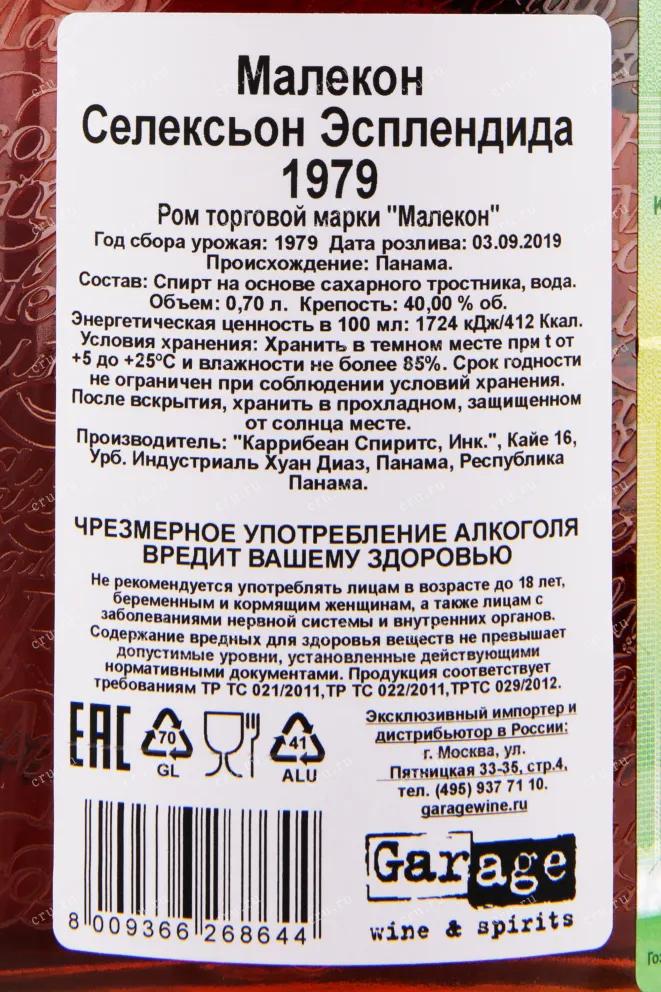 Малекон
Селексьон Эсплендида
1979
Ром торговой марки "Малекон"
Год сбора урожая: 1979 Дата розлива: 03.09.2019
Происхождение: Панама.
Состав: Спирт на основе сахарного тростника, вода.
Объем: 0,70 л. Крепость: 40,00 % об.
Энергетическая ценность в 100 мл: 1724 кДж/412 Ккал.
Условия хранения: Хранить в темном месте при t от
+5 до +25ºС и влажности не более 85%. Срок годности
не ограничен при соблюдении условий хранения.
После вскрытия, хранить в прохладном, защищенном
от солнца месте.
Производитель: "Каррибеан Спиритс, Инк.", Кайе 16,
Урб. Индустриаль Хуан Диаз, Панама, Республика
Панама.
ЧРЕЗМЕРНОЕ УПОТРЕБЛЕНИЕ АЛКОГОЛЯ
ВРЕДИТ ВАШЕМУ ЗДОРОВЬЮ
Не рекомендуется употреблять лицам в возрасте до 18 лет,
беременным и кормящим женщинам, а также лицам с
заболеваниями нервной системы и внутренних органов.
Содержание вредных для здоровья веществ не превышает
допустимые уровни, установленные действующими
нормативными документами. Продукция соответствует
требованиям ТР ТС 021/2011,ТР ТС 022/2011,ТРТС 029/2012.
EAC
70
GL
41
ALU
Эксклюзивный импортер и
дистрибьютор в России:
г. Москва, ул.
Пятницкая 33-35, стр.4,
тел. (495) 937 71 10.
garagewine.ru
Garage
wine & spirits
8 009366 268644